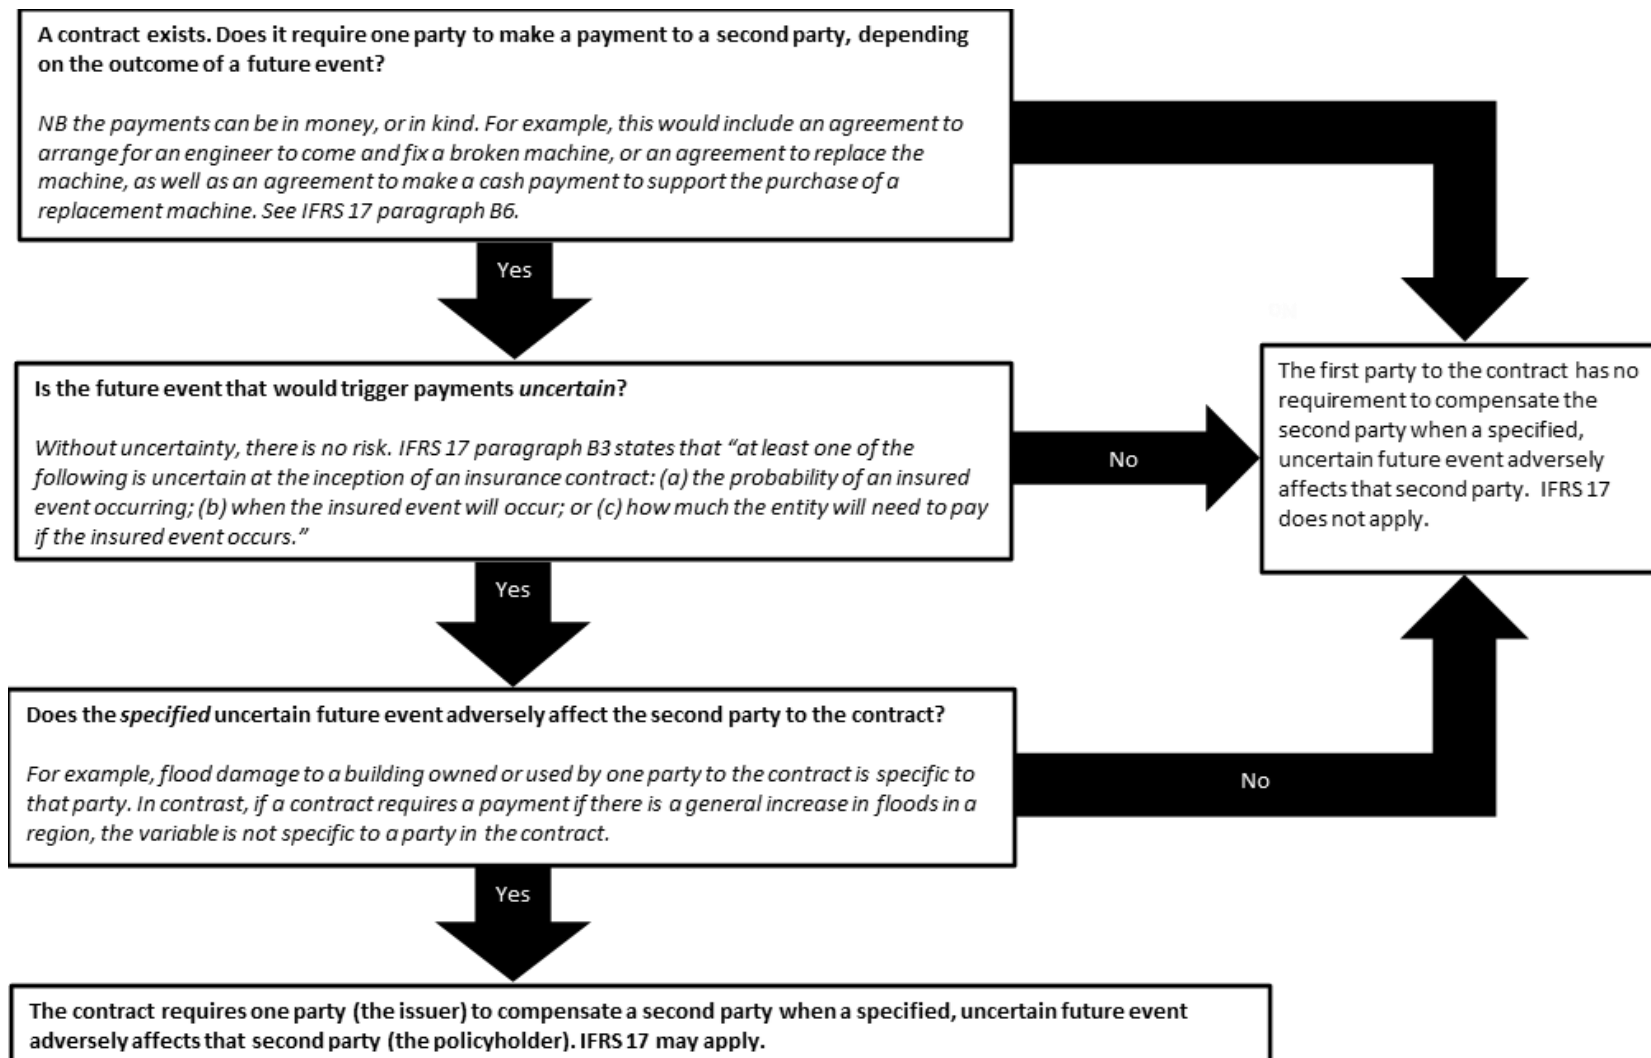 A contract exists. Does it require one party to make a payment to a second party, depending
on the outcome of a future event?
NB the payments can be in money, or in kind. For example, this would include an agreement to
arrange for an engineer to come and fix a broken machine, or an agreement to replace the
machine, as well as an agreement to make a cash payment to support the purchase of a
replacement machine. See IFRS 17 paragraph B6.
Yes
Is the future event that would trigger payments uncertain?
Without uncertainty, there is no risk. IFRS 17 paragraph B3 states that “at least one of the
following is uncertain at the inception of an insurance contract: (a) the probability of an insured
event occurring; (b) when the insured event will occur; or (c) how much the entity will need to pay
if the insured event occurs.”
No
The first party to the contract has no
requirement to compensate the
second party when a specified,
uncertain future event adversely
affects that second party. IFRS 17
does not apply.
Yes
Does the specified uncertain future event adversely affect the second party to the contract?
For example, flood damage to a building owned or used by one party to the contract is specific to
that party. In contrast, if a contract requires a payment if there is a general increase in floods in a
region, the variable is not specific to a party in the contract.
No
Yes
The contract requires one party (the issuer) to compensate a second party when a specified, uncertain future event
adversely affects that second party (the policyholder). IFRS 17 may apply.